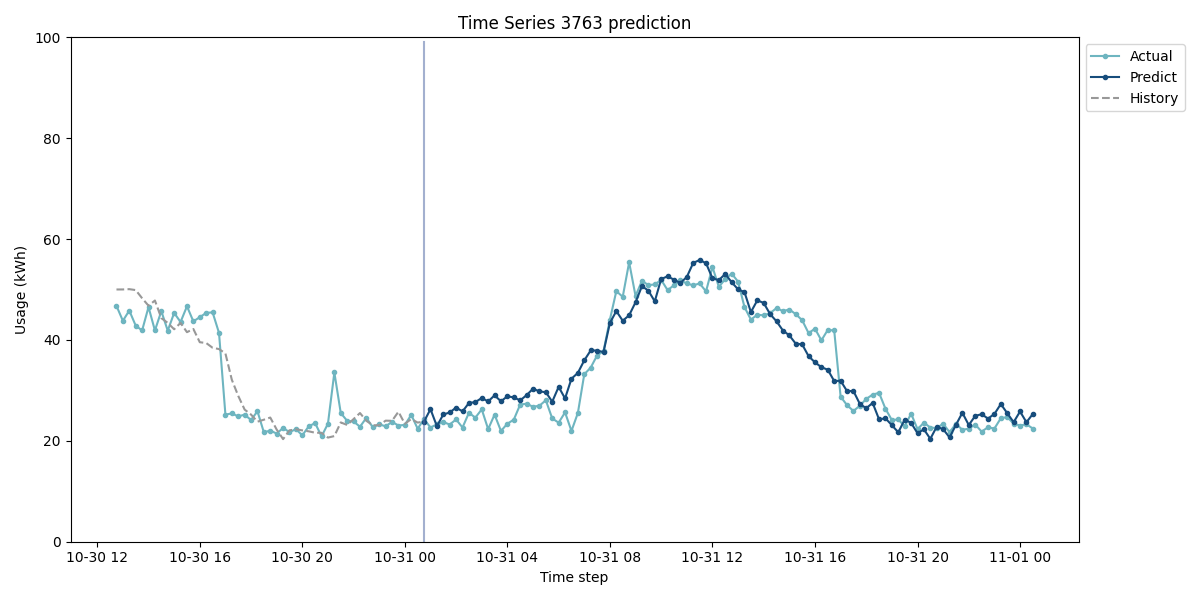 Time Series 3763 prediction
100
80
60
40
20
0
Usage (kWh)
10-30 12 10-30 16 10-30 20 10-31 00 10-31 04 10-31 08 10-31 12 10-31 16 10-31 20 11-01 00
Time step
Actual
Predict
History